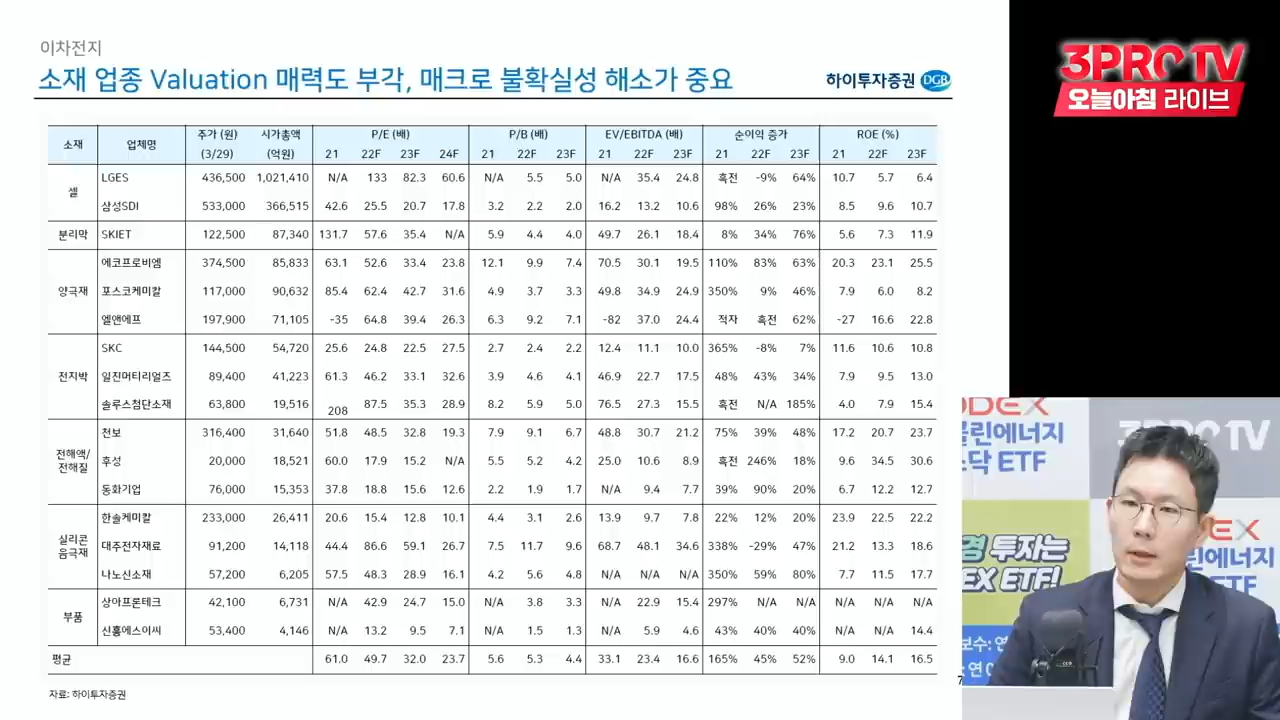 이차전지
소재 업종 Valuation 매력도 부각, 매크로 불확실성 해소가 중요
하이투자증권 DGB
소재 업체명 주가 (원) 시가총액 P/E (배) P/B (배) EV/EBITDA (배) 순이익 증가 ROE (%)
(3/29) (억원) 21 22F 23F 24F 21 22F 23F 21 22F 23F 21 22F 23F 21 22F 23F
셀 LGES 436,500 1,021,410 N/A 133 82.3 60.6 N/A 5.5 5.0 N/A 35.4 24.8 흑전 -9% 64% 10.7 5.7 6.4
삼성SDI 533,000 366,515 42.6 25.5 20.7 17.8 3.2 2.2 2.0 16.2 13.2 10.6 98% 26% 23% 8.5 9.6 10.7
분리막 SKIET 122,500 87,340 131.7 57.6 35.4 N/A 5.9 4.4 4.0 49.7 26.1 18.4 8% 34% 76% 5.6 7.3 11.9
양극재 에코프로비엠 374,500 85,833 63.1 52.6 33.4 23.8 12.1 9.9 7.4 70.5 30.1 19.5 110% 83% 63% 20.3 23.1 25.5
포스코케미칼 117,000 90,632 85.4 62.4 42.7 31.6 4.9 3.7 3.3 49.8 34.9 24.9 350% 9% 46% 7.9 6.0 8.2
엘앤에프 197,900 71,105 -35 64.8 39.4 26.3 6.3 9.2 7.1 -82 37.0 24.4 적자 흑전 62% -27 16.6 22.8
전지박 SKC 144,500 54,720 25.6 24.8 22.5 27.5 2.7 2.4 2.2 12.4 11.1 10.0 365% -8% 7% 11.6 10.6 10.8
일진머티리얼즈 89,400 41,223 61.3 46.2 33.1 32.6 3.9 4.6 4.1 46.9 22.7 17.5 48% 43% 34% 7.9 9.5 13.0
솔루스첨단소재 63,800 19,516 208 87.5 35.3 28.9 8.2 5.9 5.0 76.5 27.3 15.5 흑전 N/A 185% 4.0 7.9 15.4
전해액/전해질 천보 316,400 31,640 51.8 48.5 32.8 19.3 7.9 9.1 6.7 48.8 30.7 21.2 75% 39% 48% 17.2 20.7 23.7
후성 20,000 18,521 60.0 17.9 15.2 N/A 5.5 5.2 4.2 25.0 10.6 8.9 흑전 246% 18% 9.6 34.5 30.6
동화기업 76,000 15,353 37.8 18.8 15.6 12.6 2.2 1.9 1.7 N/A 9.4 7.7 39% 90% 20% 6.7 12.2 12.7
실리콘 음극재 한솔케미칼 233,000 26,411 20.6 15.4 12.8 10.1 4.4 3.1 2.6 13.9 9.7 7.8 22% 12% 20% 23.9 22.5 22.2
대주전자재료 91,200 14,118 44.4 86.6 59.1 26.7 7.5 11.7 9.6 68.7 48.1 34.6 338% -29% 47% 21.2 13.3 18.6
나노신소재 57,200 6,205 57.5 48.3 28.9 16.1 4.2 5.6 4.8 N/A N/A N/A 350% 59% 80% 7.7 11.5 17.7
부품 상아프론테크 42,100 6,731 N/A 42.9 24.7 15.0 N/A 3.8 3.3 N/A 22.9 15.4 297% N/A N/A N/A N/A N/A
신흥에스이씨 53,400 4,146 N/A 13.2 9.5 7.1 N/A 1.5 1.3 N/A 5.9 4.6 43% 40% 40% N/A N/A 14.4
평균 61.0 49.7 32.0 23.7 5.6 5.3 4.4 33.1 23.4 16.6 165% 45% 52% 9.0 14.1 16.5
자료: 하이투자증권
7
3PRO TV
오늘아침 라이브
ODEX
린에너지
ETF
3PRO TV
투자는
EX ETF!
EX
린에너지
ETF
보수: 연